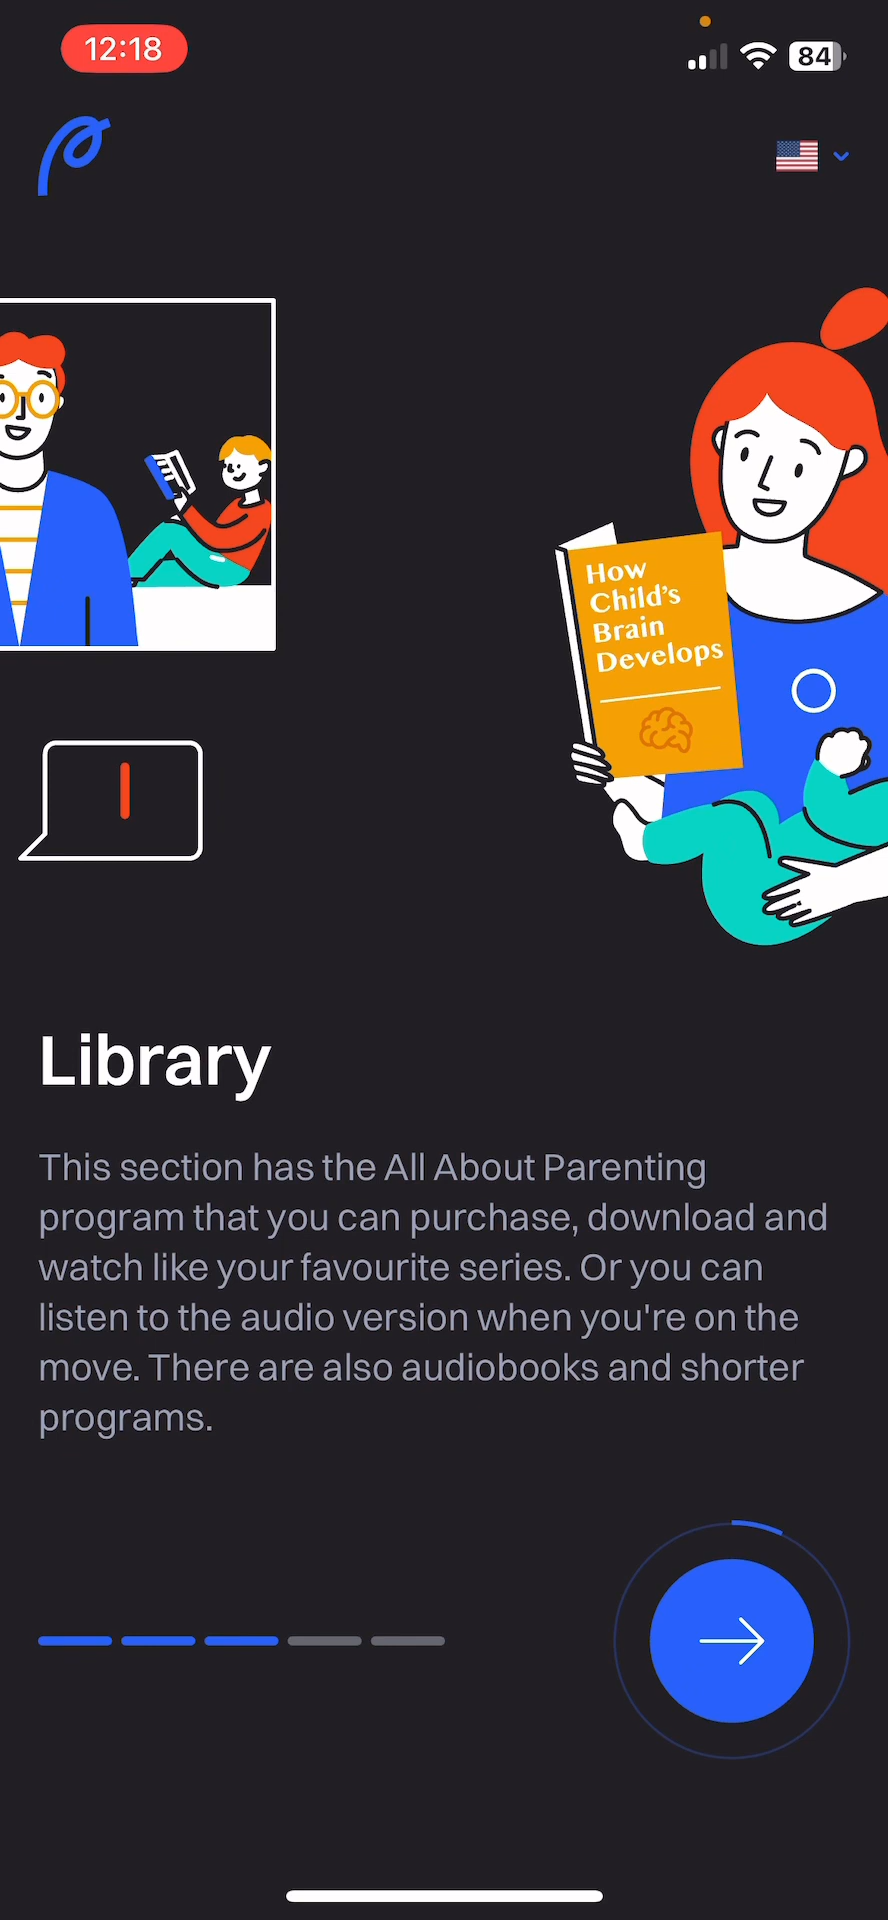 12:18
84
How
Child's
Brain
Develops
Library
This section has the All About Parenting
program that you can purchase, download and
watch like your favourite series. Or you can
listen to the audio version when you're on the
move. There are also audiobooks and shorter
programs.